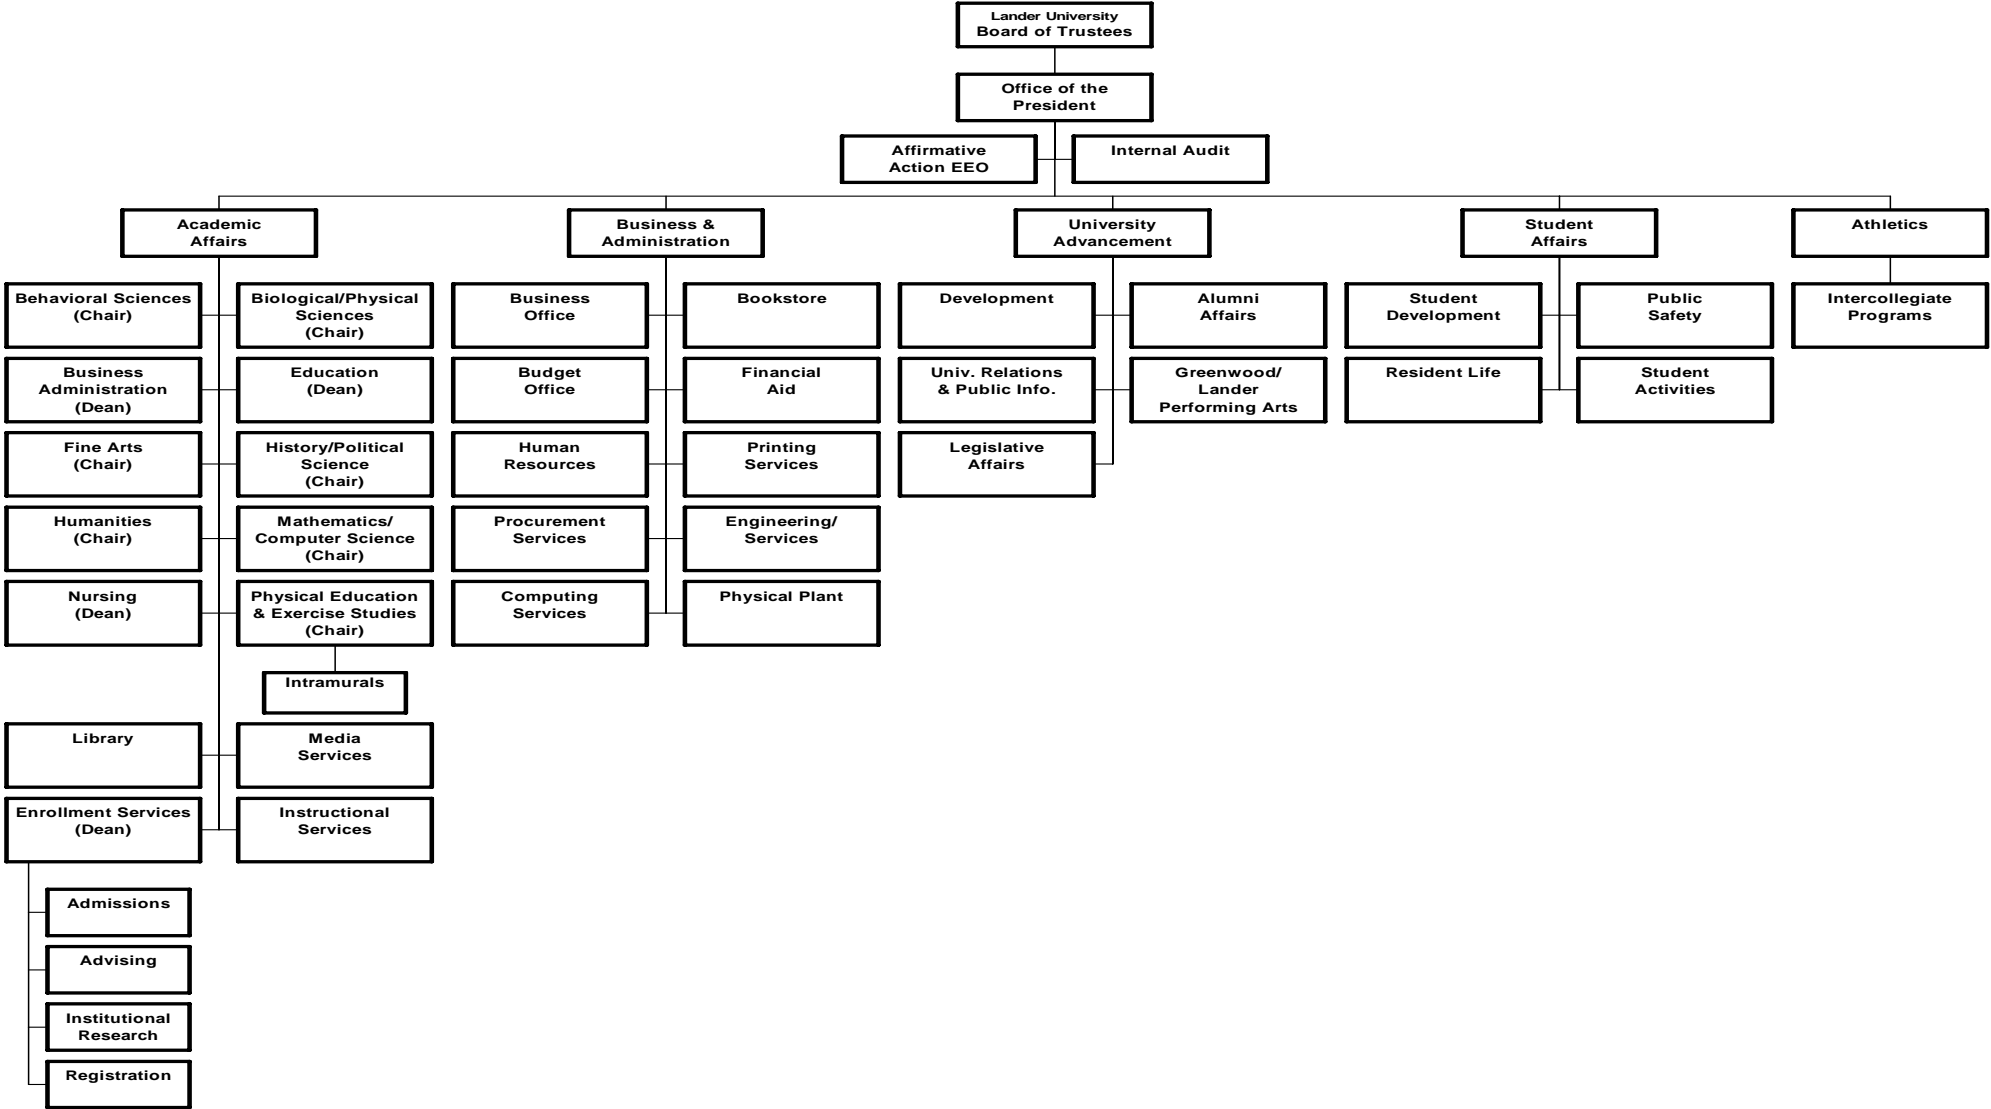 Lander University
Board of Trustees
Office of the
President
Affirmative
Action EEO
Internal Audit
Academic
Affairs
Business &
Administration
University
Advancement
Student
Affairs
Athletics
Behavioral Sciences
(Chair)
Biological/Physical
Sciences
(Chair)
Business
Office
Bookstore
Development
Alumni
Affairs
Student
Development
Public
Safety
Intercollegiate
Programs
Business
Administration
(Dean)
Education
(Dean)
Budget
Office
Financial
Aid
Univ. Relations
& Public Info.
Greenwood/
Lander
Performing Arts
Resident Life
Student
Activities
Fine Arts
(Chair)
History/Political
Science
(Chair)
Human
Resources
Printing
Services
Legislative
Affairs
Humanities
(Chair)
Mathematics/
Computer Science
(Chair)
Procurement
Services
Engineering/
Services
Nursing
(Dean)
Physical Education
& Exercise Studies
(Chair)
Computing
Services
Physical Plant
Intramurals
Library
Media
Services
Enrollment Services
(Dean)
Instructional
Services
Admissions
Advising
Institutional
Research
Registration